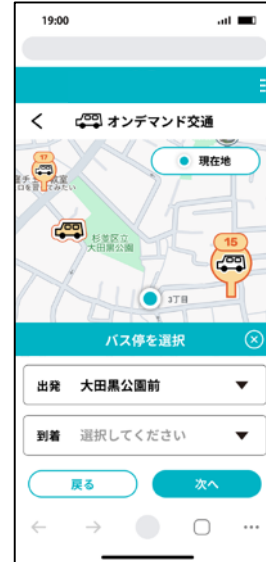 19:00
オンデマンド交通
17
現在地
杉並区立
大田黒公園
15
3丁目
バス停を選択
出発 大田黒公園前
到着 選択してください
戻る 次へ